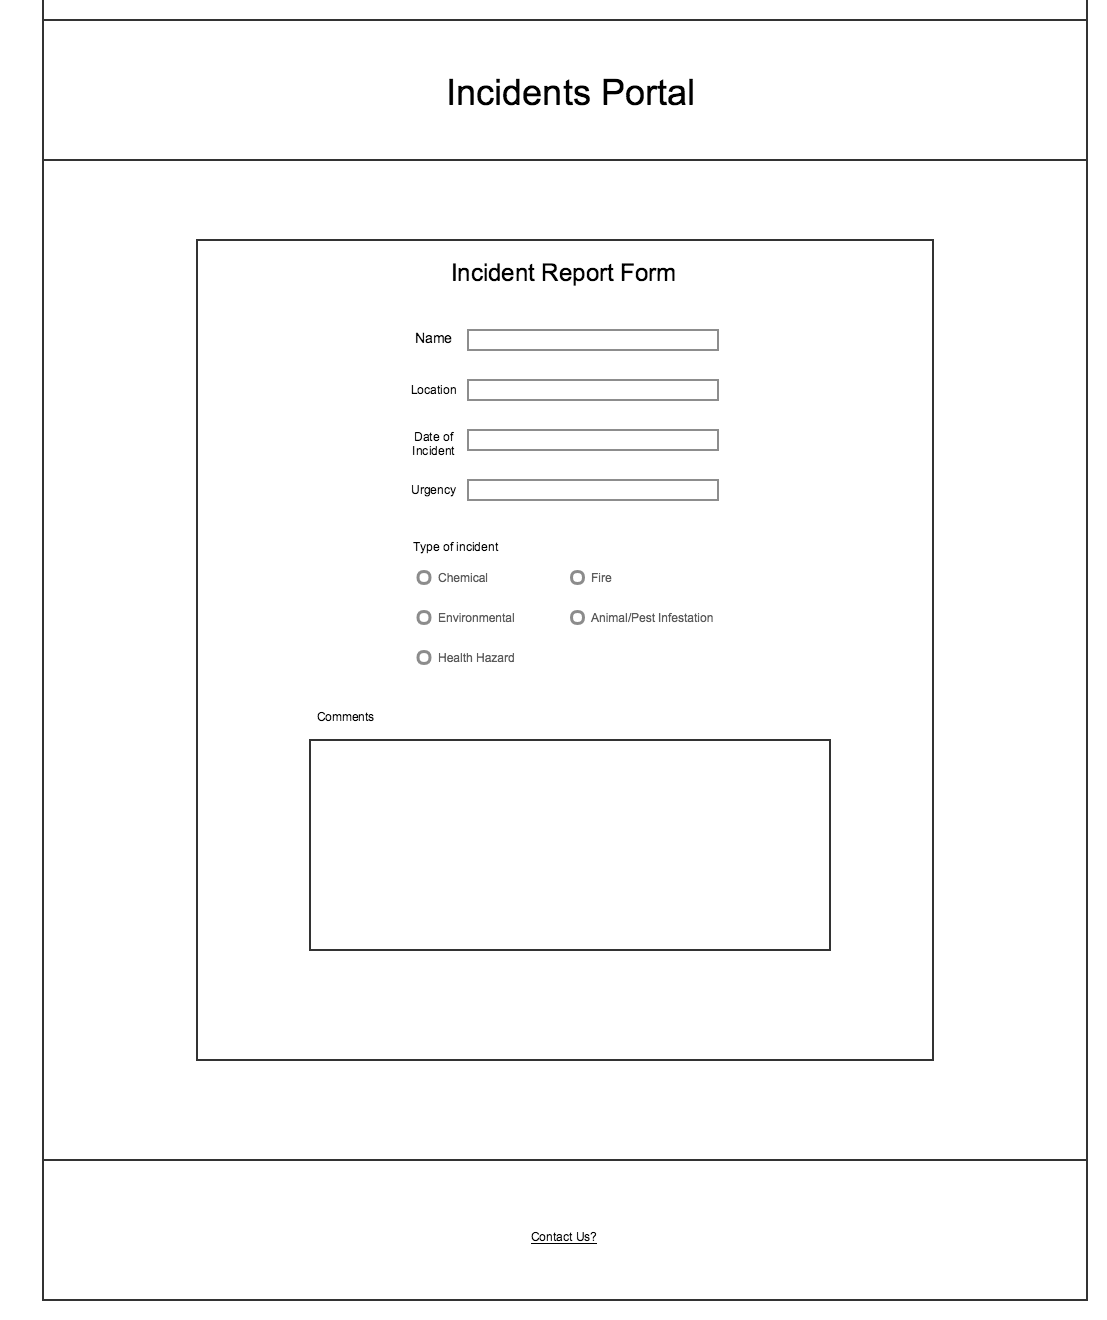 Incidents Portal
Incident Report Form
Name
Location
Date of
Incident
Urgency
Type of incident
Chemical
Fire
Environmental
Animal/Pest Infestation
Health Hazard
Comments
Contact Us?